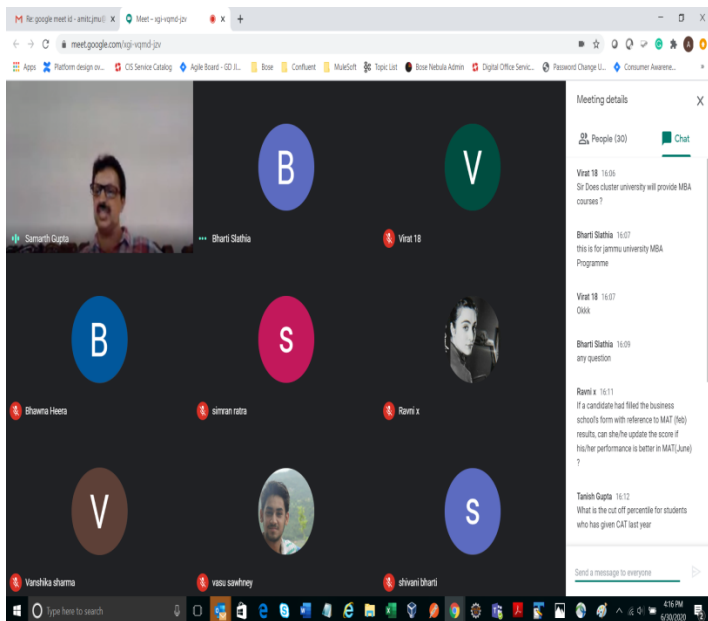 Re: google meet id - amitc.jmu@
Meet – xgi-vqmd-jzv
meet.google.com/xgi-vqmd-jzv
Apps
Platform design ov...
CIS Service Catalog
Agile Board - GD JI...
Bose
Confluent
MuleSoft
Topic List
Bose Nebula Admin
Digital Office Servic...
Password Change U...
Consumer Awarene...
Samarth Gupta
B
Bharti Slathia
V
Virat 18
B
Bhawna Heera
S
simran ratra
Ravni x
V
Vanshika sharma
vasu sawhney
S
shivani bharti
Meeting details
People (30)
Chat
Virat 18 16:06
Sir Does cluster university will provide MBA
courses ?
Bharti Slathia 16:07
this is for jammu university MBA
Programme
Virat 18 16:07
Okkk
Bharti Slathia 16:09
any question
Ravni x 16:11
If a candidate had filled the business
school's form with reference to MAT (feb)
results, can she/he update the score if
his/her performance is better in MAT(June)
?
Tanish Gupta 16:12
What is the cut off percentile for students
who has given CAT last year
Send a message to everyone
Type here to search
4:16 PM
6/30/2020